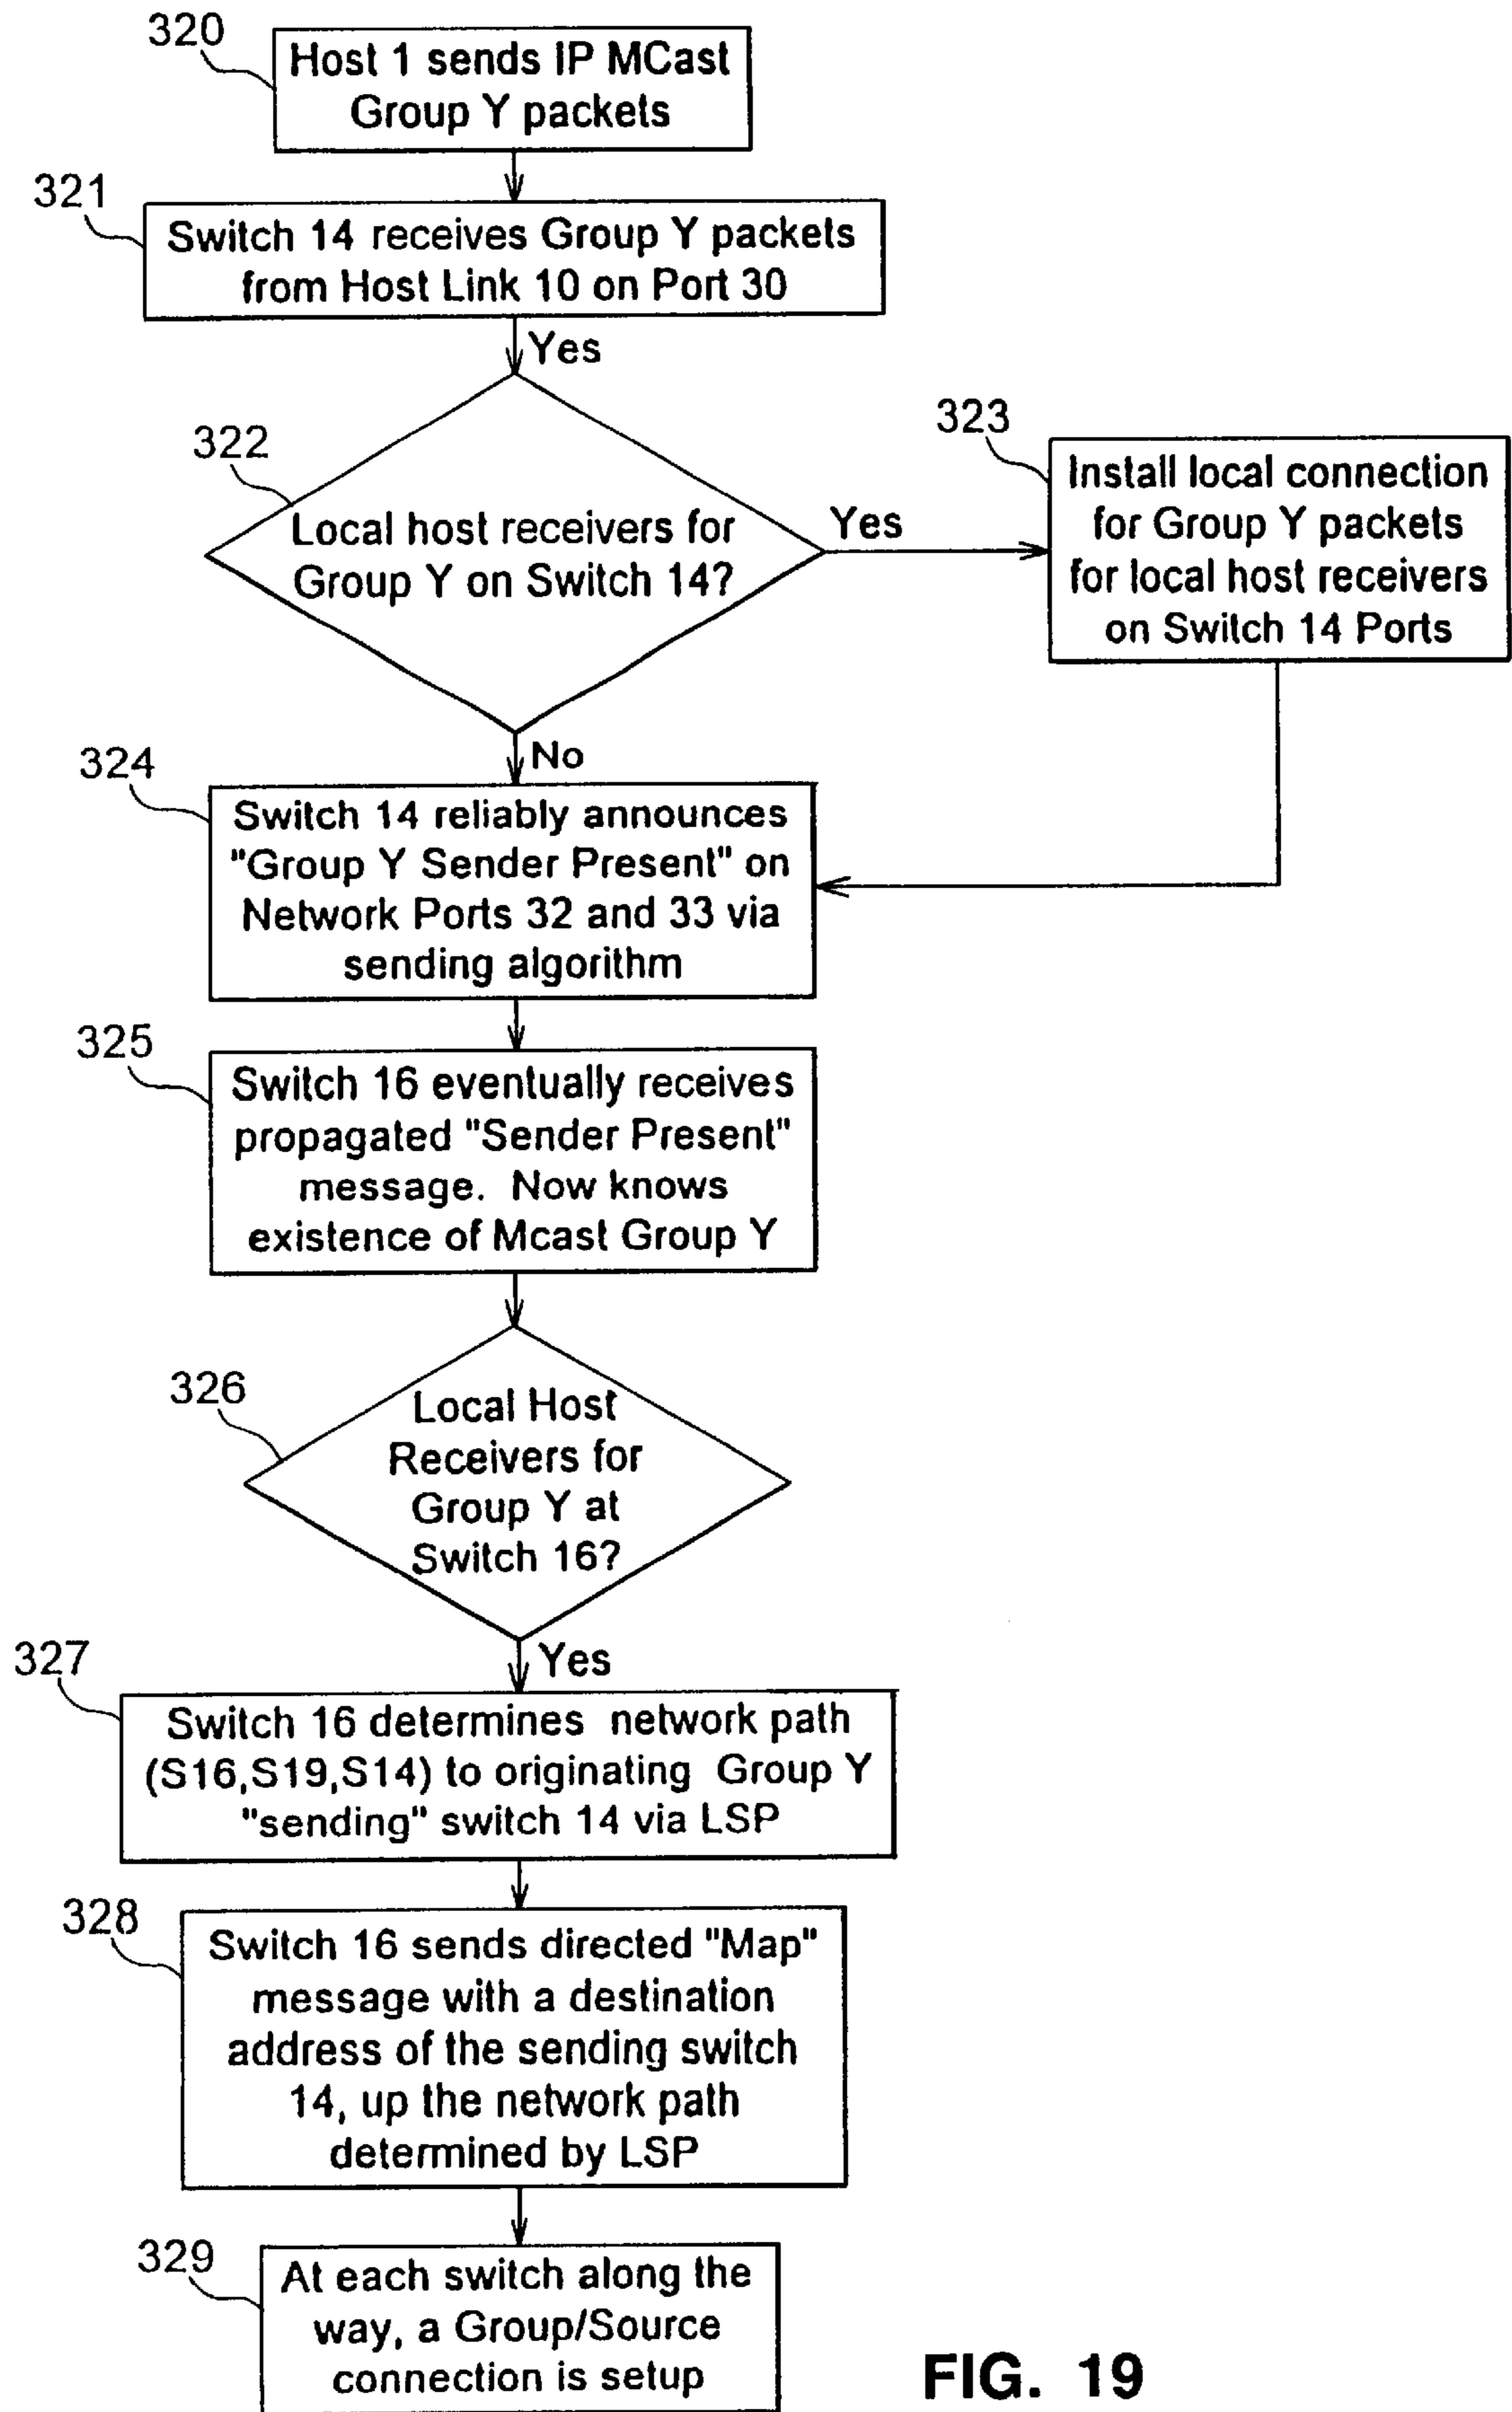 320
Host 1 sends IP MCast
Group Y packets
321
Switch 14 receives Group Y packets
from Host Link 10 on Port 30
Yes
322
Local host receivers for
Group Y on Switch 14?
Yes
323
Install local connection
for Group Y packets
for local host receivers
on Switch 14 Ports
No
324
Switch 14 reliably announces
"Group Y Sender Present" on
Network Ports 32 and 33 via
sending algorithm
325
Switch 16 eventually receives
propagated "Sender Present"
message. Now knows
existence of Mcast Group Y
326
Local Host
Receivers for
Group Y at
Switch 16?
Yes
327
Switch 16 determines network path
(S16,S19,S14) to originating Group Y
"sending" switch 14 via LSP
328
Switch 16 sends directed "Map"
message with a destination
address of the sending switch
14, up the network path
determined by LSP
329
At each switch along the
way, a Group/Source
connection is setup
FIG. 19